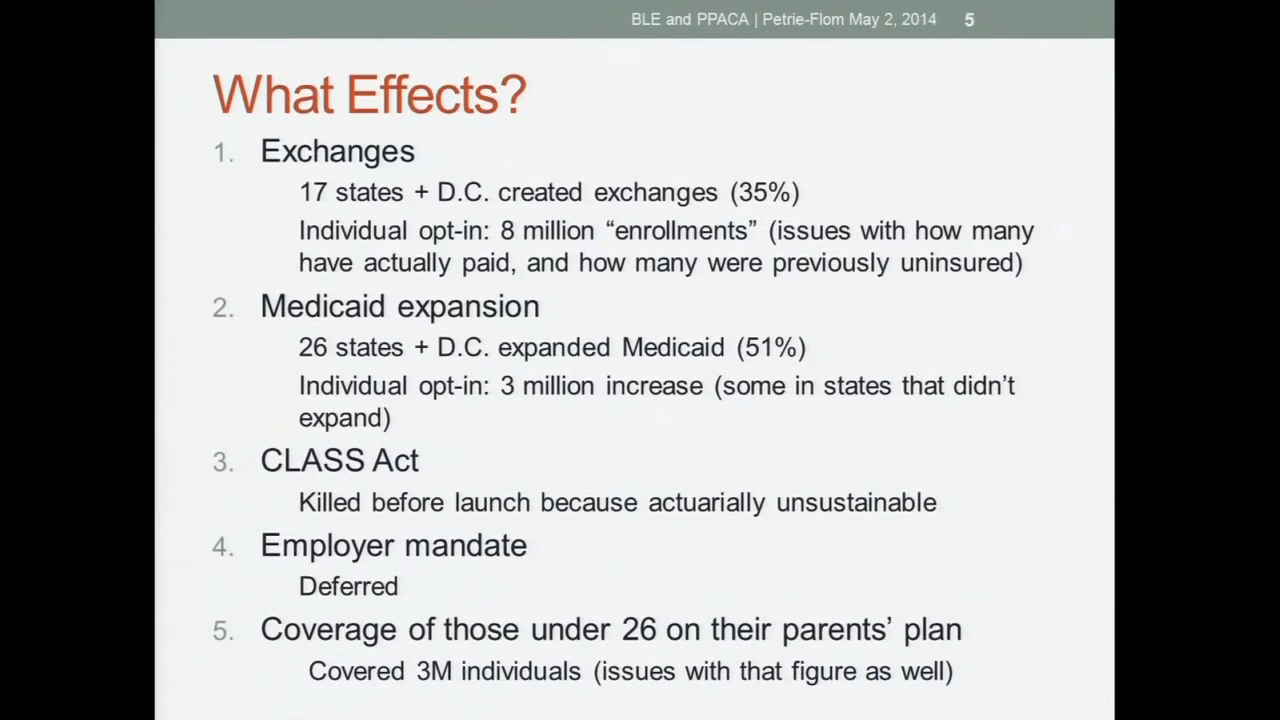 BLE and PPACA | Petrie-Flom May 2, 2014 5
What Effects?
1. Exchanges
17 states + D.C. created exchanges (35%)
Individual opt-in: 8 million “enrollments” (issues with how many
have actually paid, and how many were previously uninsured)
2. Medicaid expansion
26 states + D.C. expanded Medicaid (51%)
Individual opt-in: 3 million increase (some in states that didn’t
expand)
3. CLASS Act
Killed before launch because actuarially unsustainable
4. Employer mandate
Deferred
5. Coverage of those under 26 on their parents’ plan
Covered 3M individuals (issues with that figure as well)